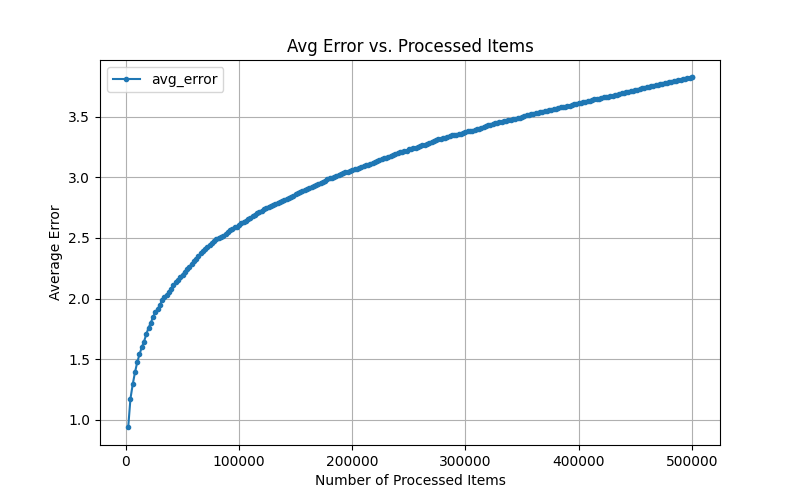 Avg Error vs. Processed Items
avg_error
Average Error
3.5
3.0
2.5
2.0
1.5
1.0
0 100000 200000 300000 400000 500000
Number of Processed Items